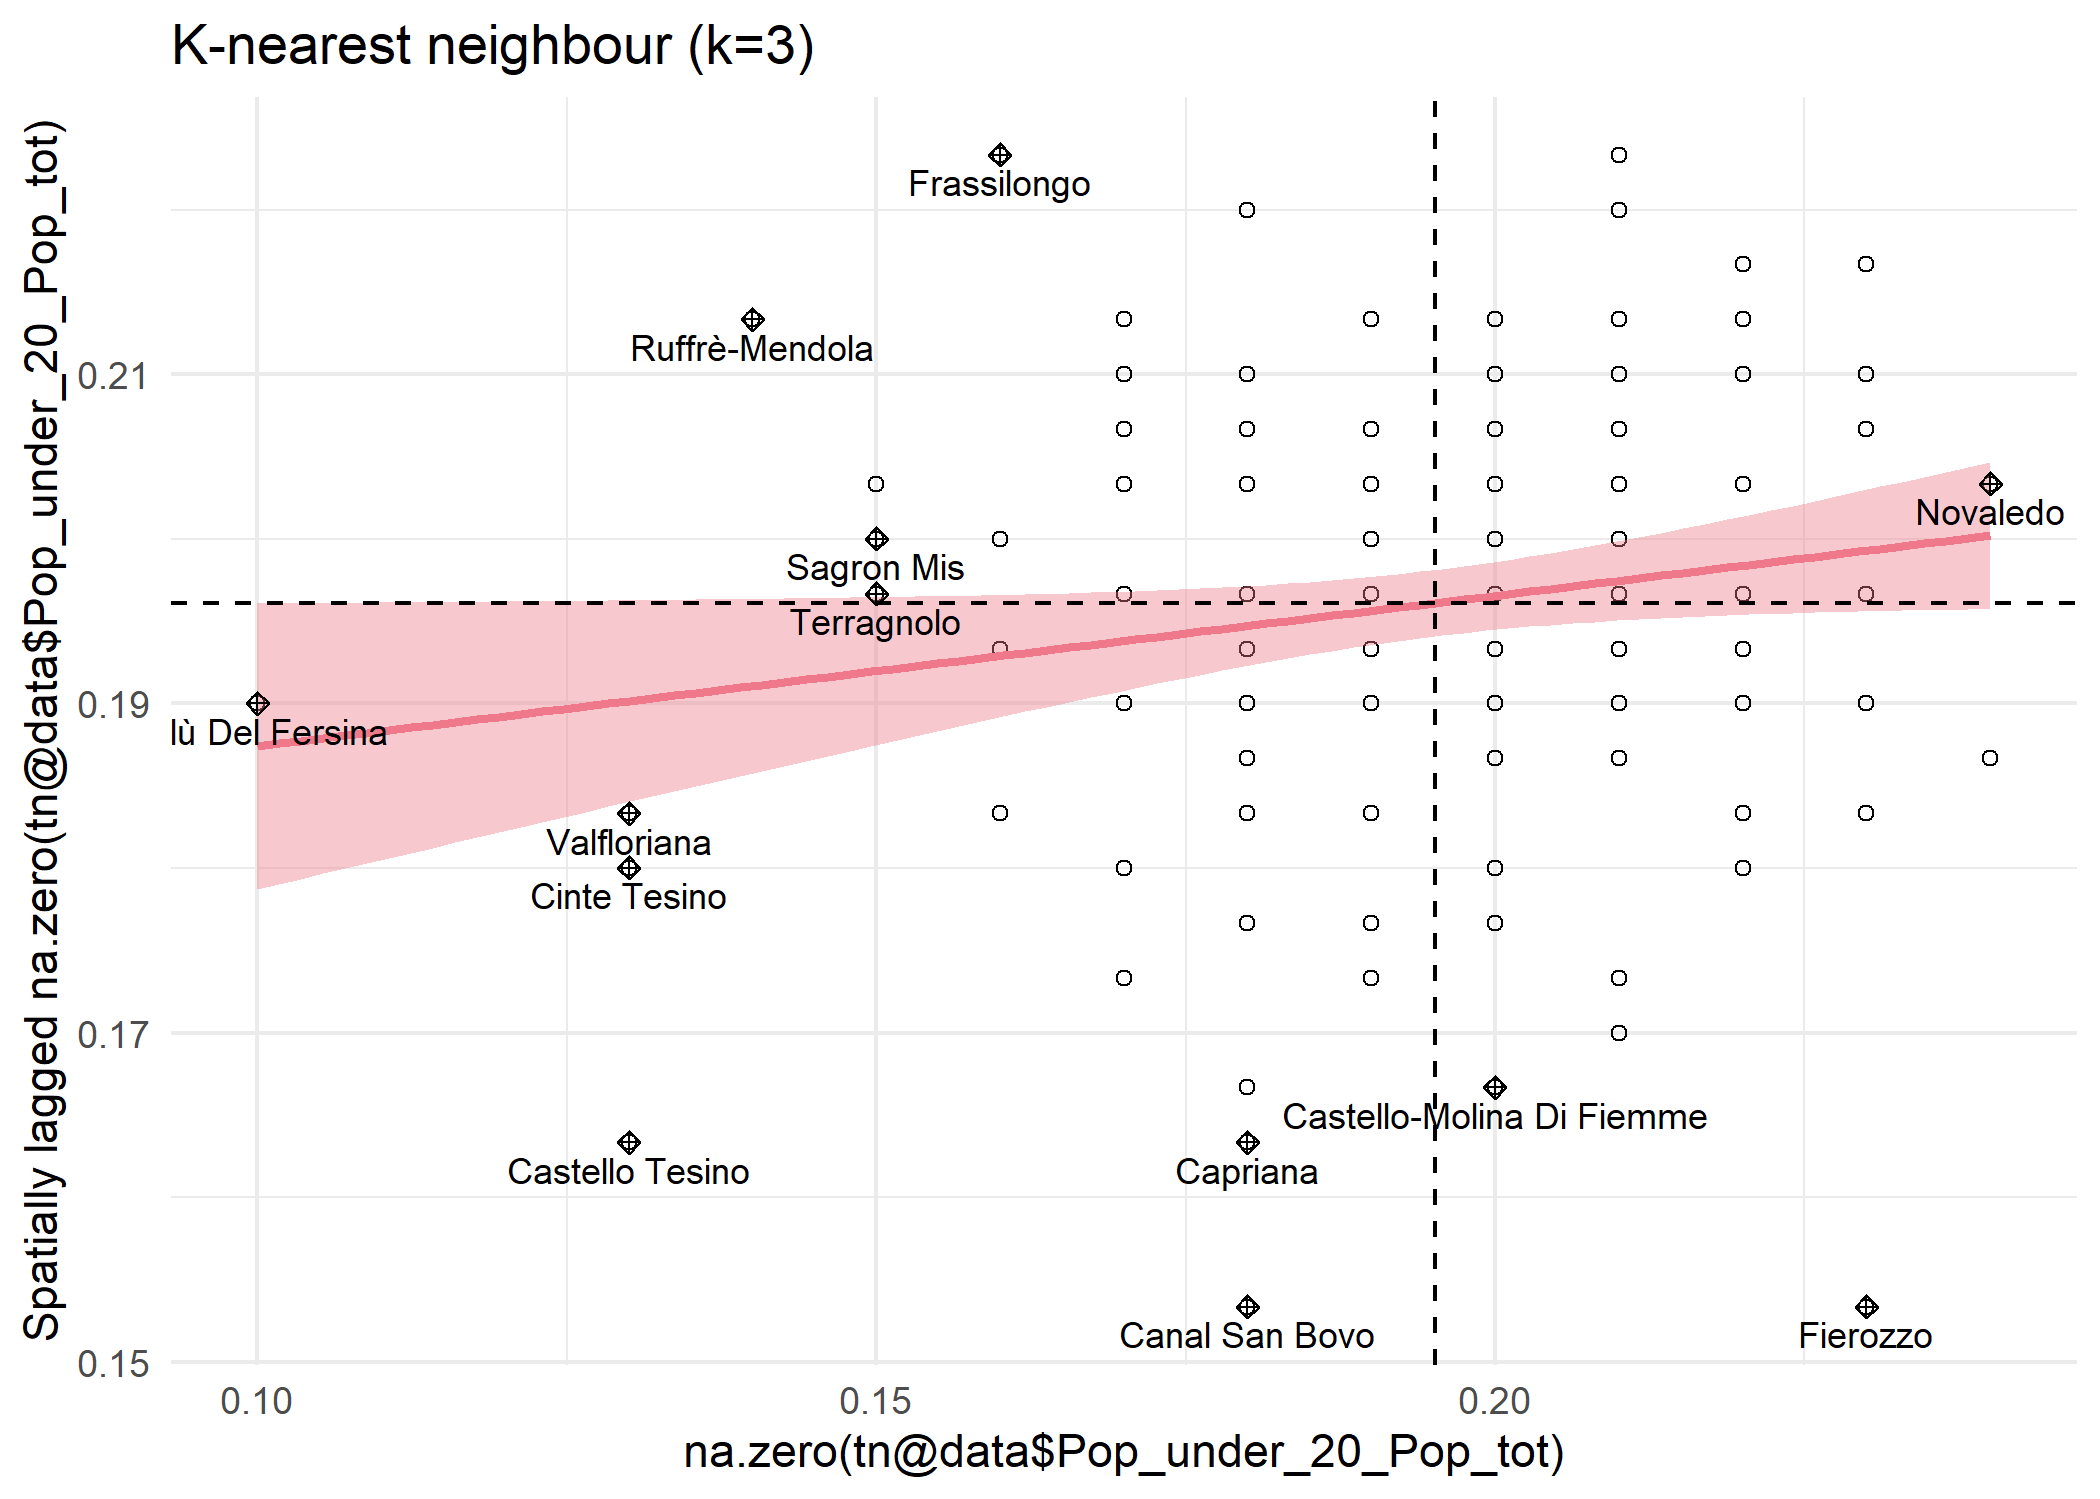 K-nearest neighbour (k=3)
Spatially lagged na.zero(tn@data$Pop_under_20_Pop_tot)
Frassilongo
Ruffrè-Mendola
0.21
Novaledo
Sagron Mis
Terragnolo
0.19
lù Del Fersina
Valfloriana
Cinte Tesino
0.17
Castello-Molina Di Fiemme
Castello Tesino
Capriana
Canal San Bovo
Fierozzo
0.15
0.10
0.15
0.20
na.zero(tn@data$Pop_under_20_Pop_tot)